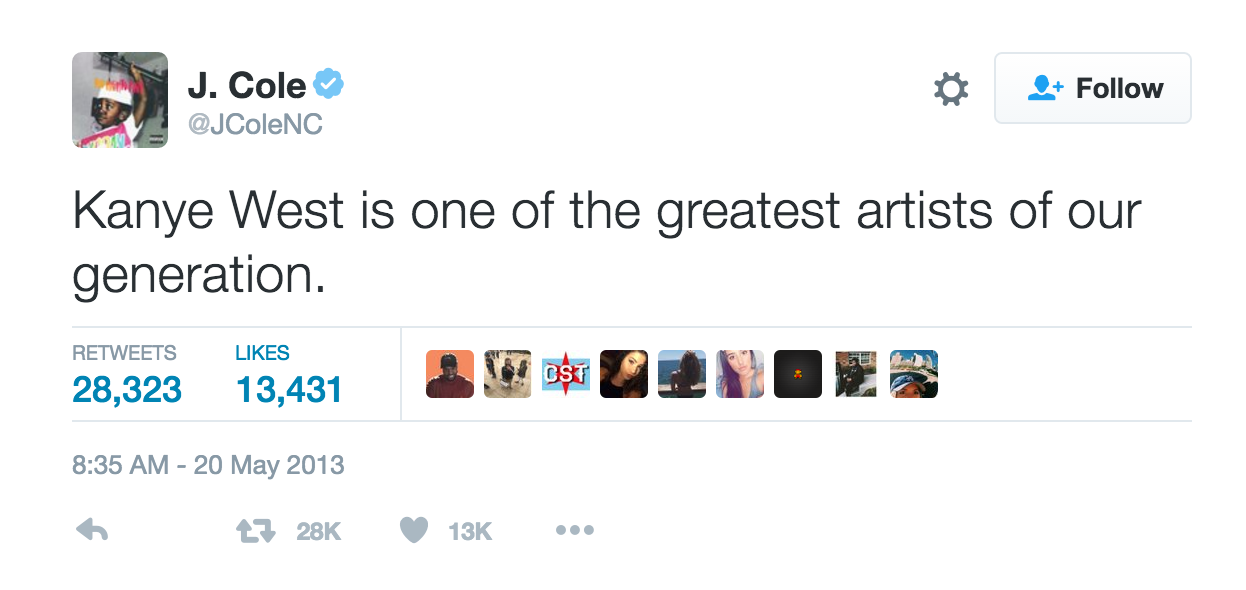 J. Cole
@JColeNC
Follow
Kanye West is one of the greatest artists of our
generation.
RETWEETS LIKES
28,323 13,431
CST
8:35 AM - 20 May 2013
28K 13K